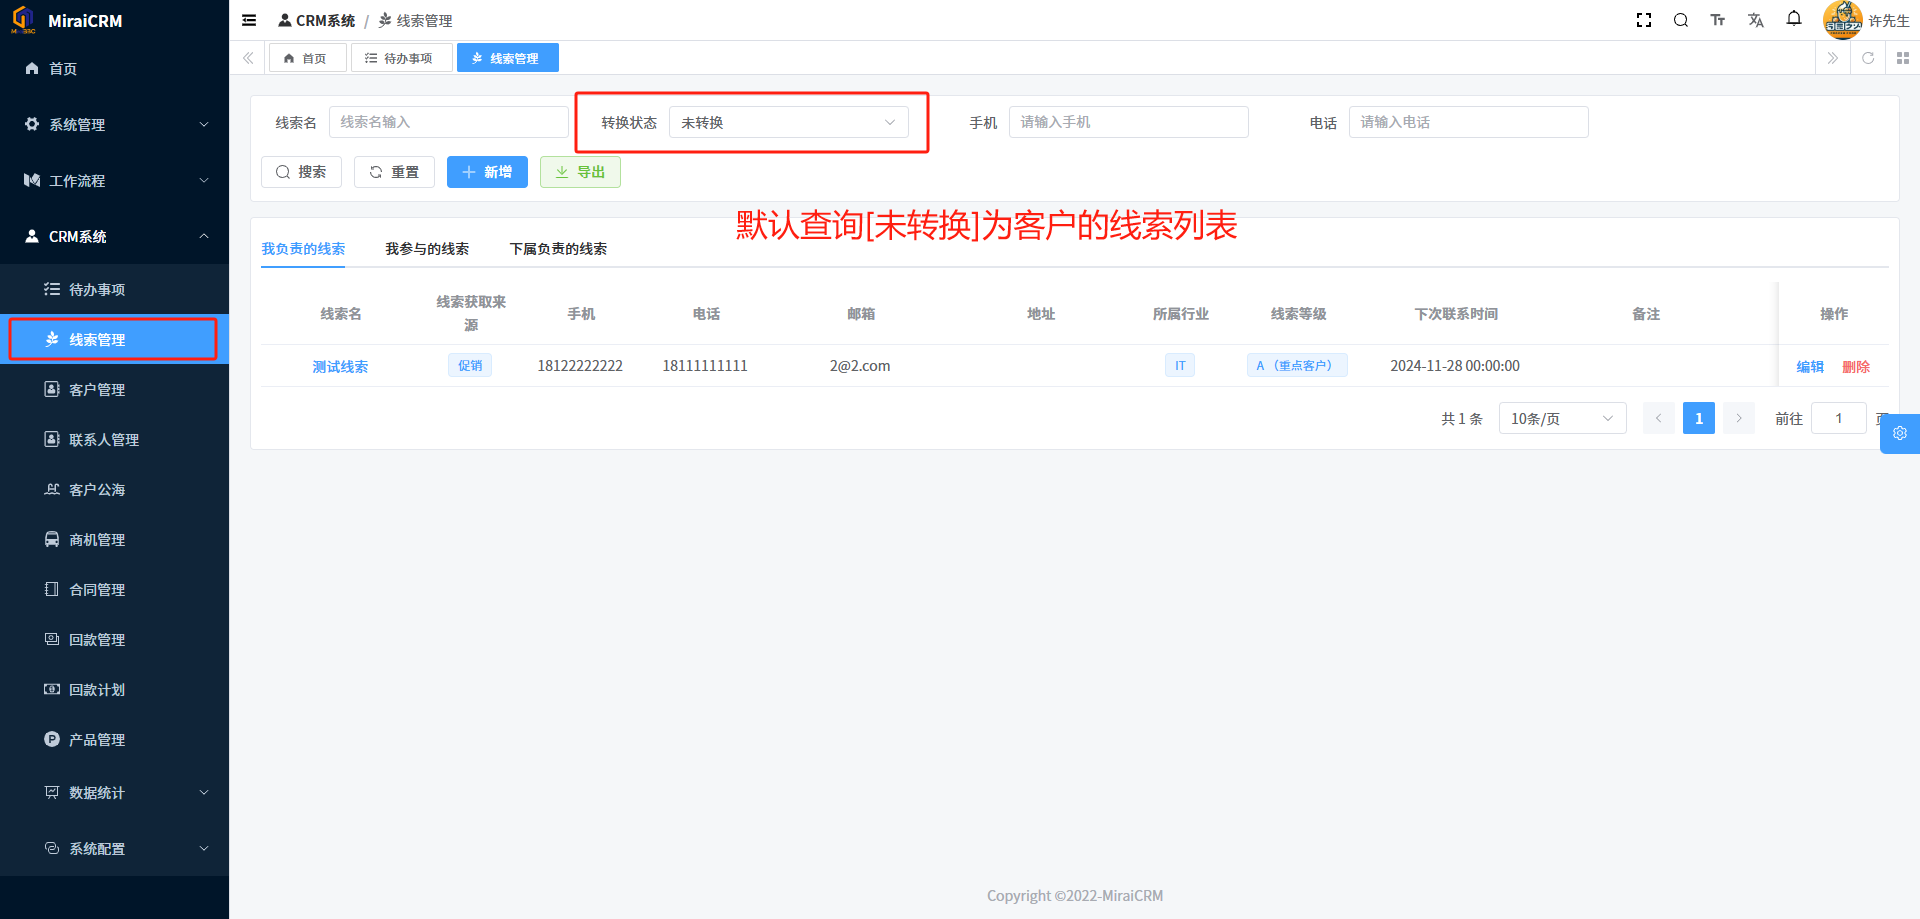 MiraiCRM
首页
系统管理
工作流程
CRM系统
待办事项
线索管理
客户管理
联系人管理
客户公海
商机管理
合同管理
回款管理
回款计划
产品管理
数据统计
系统配置
CRM系统 / 线索管理
许先生
首页 待办事项 线索管理
线索名 线索名输入 转换状态 未转换 手机 请输入手机 电话 请输入电话
搜索 重置 新增 导出
默认查询[未转换]为客户的线索列表
我负责的线索 我参与的线索 下属负责的线索
线索名 线索获取来源 手机 电话 邮箱 地址 所属行业 线索等级 下次联系时间 备注 操作
测试线索 促销 18122222222 18111111111 2@2.com IT A（重点客户） 2024-11-28 00:00:00 编辑 删除
共 1 条 10条/页 1 前往 1
Copyright ©2022-MiraiCRM